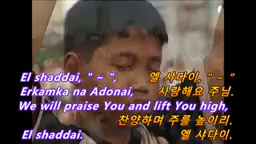 El shaddai, " ~ ", 엘 샤다이, " ~ "
Erkamka na Adonai, 사랑해요 주님.
We will praise You and lift You high,
찬양하며 주를 높이리.
El shaddai. 엘 샤다이.